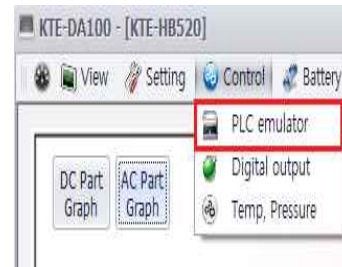 KTE-DA100 - [KTE-HB520]
View Setting Control Battery
PLC emulator
Digital output
Temp, Pressure
DC Part
Graph
AC Part
Graph